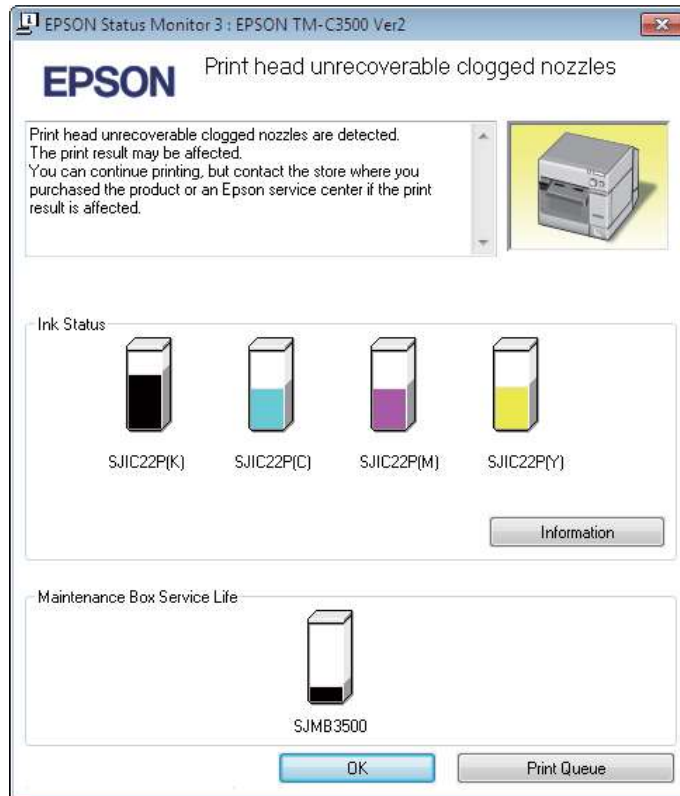 EPSON Status Monitor 3 : EPSON TM-C3500 Ver2
EPSON
Print head unrecoverable clogged nozzles
Print head unrecoverable clogged nozzles are detected.
The print result may be affected.
You can continue printing, but contact the store where you
purchased the product or an Epson service center if the print
result is affected.
Ink Status
SJIC22P(K)
SJIC22P(C)
SJIC22P(M)
SJIC22P(Y)
Information
Maintenance Box Service Life
SJMB3500
OK
Print Queue